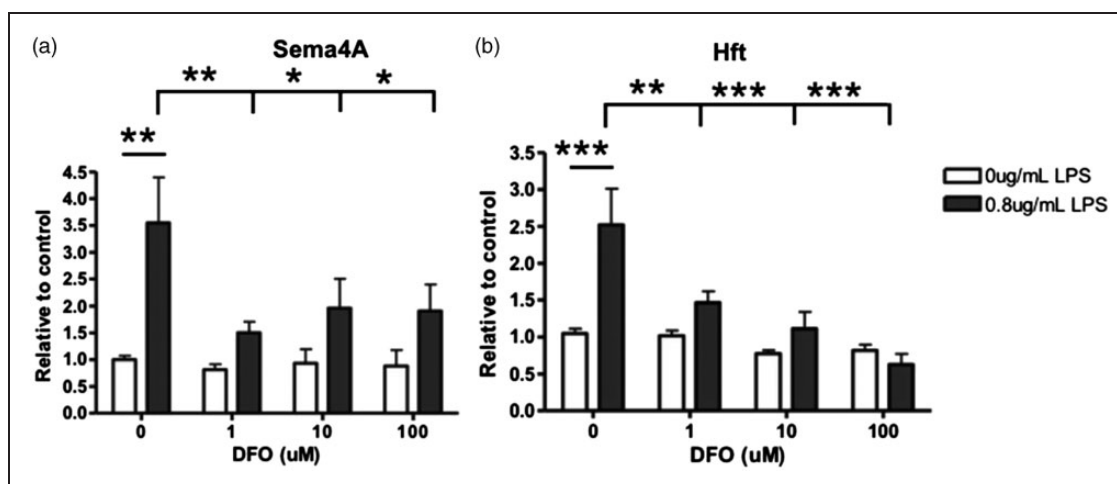 (a)
Sema4A
** * *
**
4.5
4.0
3.5
3.0
2.5
2.0
1.5
1.0
0.5
0.0
Relative to control
0 1 10 100
DFO (uM)
(b)
Hft
** *** ***
***
3.5
3.0
2.5
2.0
1.5
1.0
0.5
0.0
Relative to control
0 1 10 100
DFO (uM)
0ug/mL LPS
0.8ug/mL LPS